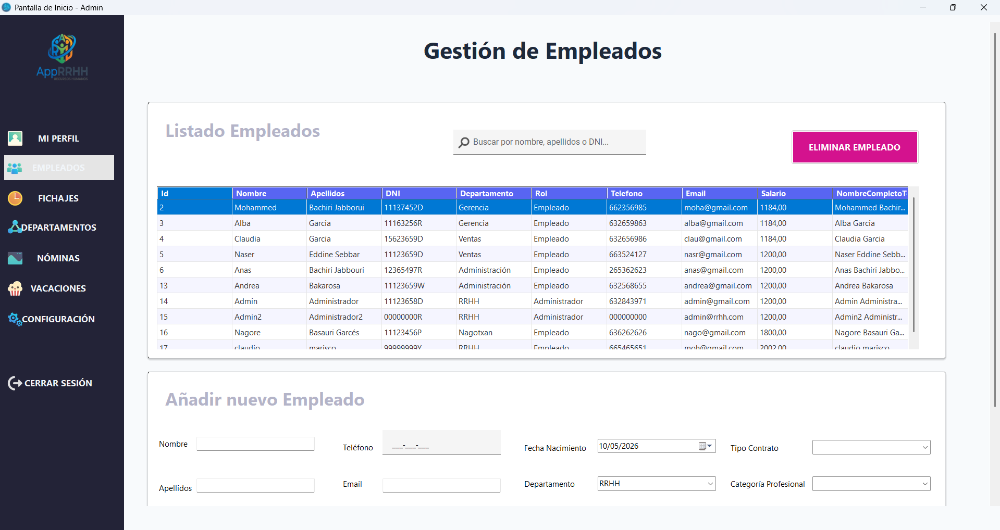 Pantalla de Inicio - Admin
AppRRHH
RECURSOS HUMANOS
MI PERFIL
EMPLEADOS
FICHAJES
DEPARTAMENTOS
NÓMINAS
VACACIONES
CONFIGURACIÓN
CERRAR SESIÓN
Gestión de Empleados
Listado Empleados
Buscar por nombre, apellidos o DNI...
ELIMINAR EMPLEADO
Id Nombre Apellidos DNI Departamento Rol Telefono Email Salario NombreCompletoT
2 Mohammed Bachiri Jabborui 11137452D Gerencia Empleado 662356985 moha@gmail.com 1184,00 Mohammed Bachir...
3 Alba Garcia 11163256R Gerencia Empleado 632659863 alba@gmail.com 1184,00 Alba Garcia
4 Claudia Garcia 15623659D Ventas Empleado 632656986 clau@gmail.com 1184,00 Claudia Garcia
5 Naser Eddine Sebbar 11123659D Ventas Empleado 663524127 nasr@gmail.com 1200,00 Naser Eddine Sebb...
6 Anas Bachiri Jabbouri 12365497R Administración Empleado 265362623 anas@gmail.com 1200,00 Anas Bachiri Jabbo...
13 Andrea Bakarosa 11123659W Administración Empleado 632568655 andrea@gmail.com 1200,00 Andrea Bakarosa
14 Admin Administrador 11123658D RRHH Administrador 632843971 admin@gmail.com 1200,00 Admin Administra...
15 Admin2 Administrador2 00000000R RRHH Administrador 000000000 admin@rrhh.com 1200,00 Admin2 Administr...
16 Nagore Basauri Garcés 11123456P Nagotxan Empleado 636262626 nago@gmail.com 1800,00 Nagore Basauri Ga...
17 claudio marisco 99999999Y RRHH Empleado 665465651 moh@gmail.com 2002,00 claudio marisco
Añadir nuevo Empleado
Nombre
Teléfono ___-___-___
Fecha Nacimiento 10/05/2026
Tipo Contrato
Apellidos
Email
Departamento RRHH
Categoría Profesional